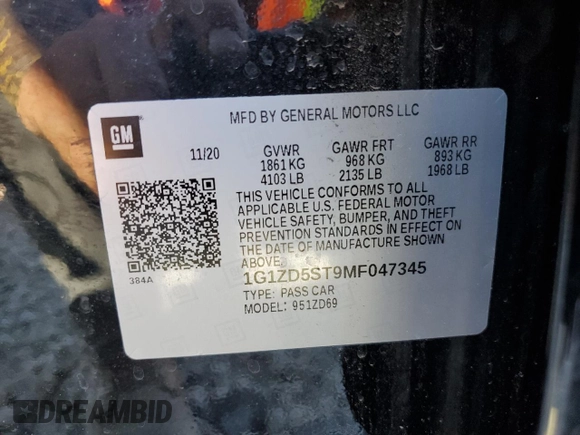 MFD BY GENERAL MOTORS LLC
GM
11/20 GVWR GAWR FRT GAWR RR
1861 KG 968 KG 893 KG
4103 LB 2135 LB 1968 LB
THIS VEHICLE CONFORMS TO ALL
APPLICABLE U.S. FEDERAL MOTOR
VEHICLE SAFETY, BUMPER, AND THEFT
PREVENTION STANDARDS IN EFFECT ON
THE DATE OF MANUFACTURE SHOWN
ABOVE.
384A
1G1ZD5ST9MF047345
TYPE: PASS CAR
MODEL: 951ZD69
DREAMBID